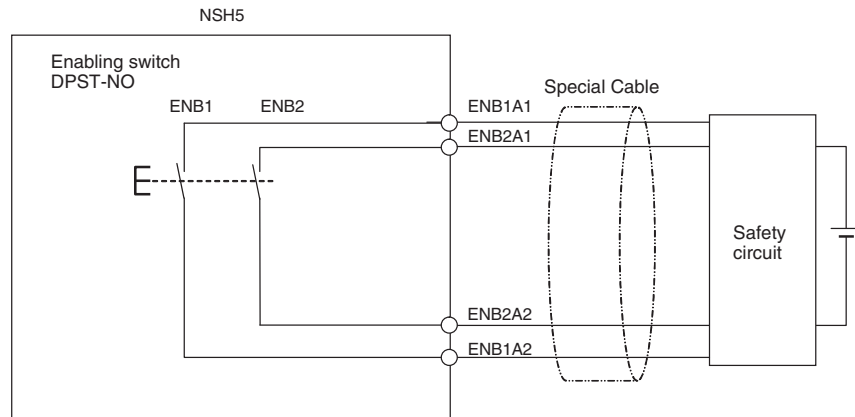 NSH5
Enabling switch
DPST-NO
ENB1
ENB2
ENB1A1
ENB2A1
Special Cable
Safety
circuit
ENB2A2
ENB1A2